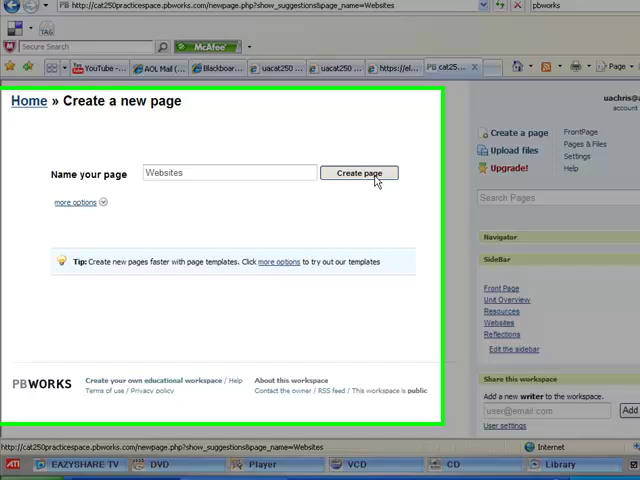 PB http://cat250practicespace.pbworks.com/newpage.php?show_suggestions&page_name=Websites
pbworks
TAG
Secure Search
McAfee
YouTube -
AOL Mail (
Blackboar
uacat250
uacat250
https://el
PB cat25
Page
Home » Create a new page
uachris@
account
Name your page
Websites
Create page
more options
Create a page
Upload files
Upgrade!
FrontPage
Pages & Files
Settings
Help
Search Pages
Tip: Create new pages faster with page templates. Click more options to try out our templates
Navigator
SideBar
Front Page
Unit Overview
Resources
Websites
Reflections
Edit the sidebar
PBWORKS
Create your own educational workspace / Help
Terms of use / Privacy policy
About this workspace
Contact the owner / RSS feed / This workspace is public
Share this workspace
Add a new writer to the workspace.
user@email.com
Add
User settings
http://cat250practicespace.pbworks.com/newpage.php?show_suggestions&page_name=Websites
Internet
ATI
EAZYSHARE TV
DVD
Player
VCD
CD
Library